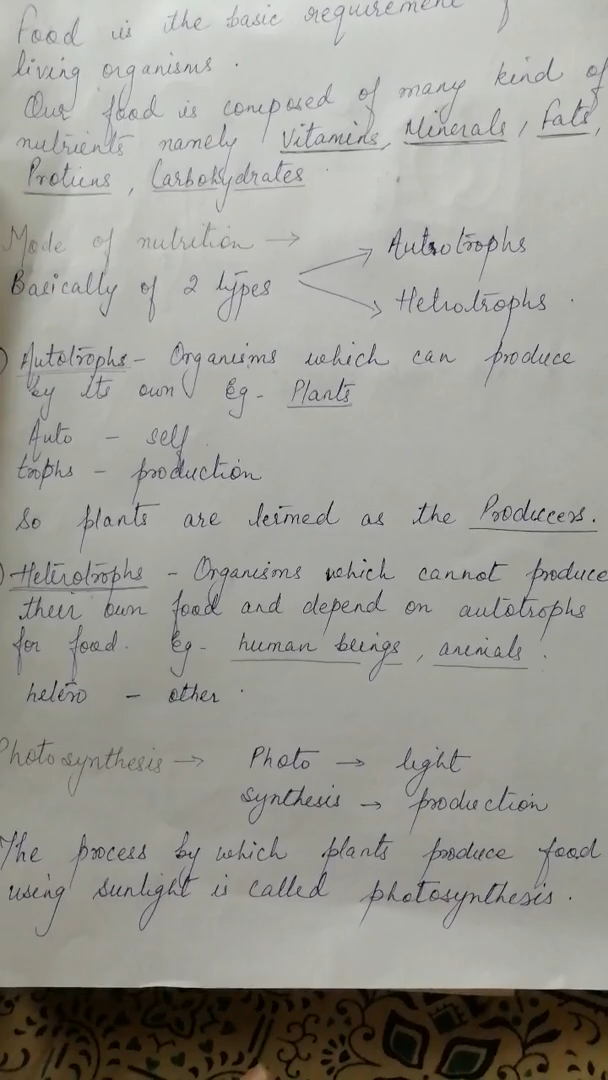 Food is the basic requirement of
living organisms.
Our food is composed of many kind of
nutrients namely Vitamins, Minerals, Fats,
Protiens, Carbohydrates.
Mode of nutrition →
Autotrophs
Basically of 2 types
Hetrotrophs.
) Autotrophs - Organisms which can produce
by its own Eg - Plants
Auto - self
trophs - production
So plants are termed as the Producers.
) Heterotrophs - Organisms which cannot produce
their own food and depend on autotrophs
for food. Eg - human beings, animals.
hetero - other.
Photosynthesis → Photo → light
synthesis → production
The process by which plants produce food
using sunlight is called photosynthesis.